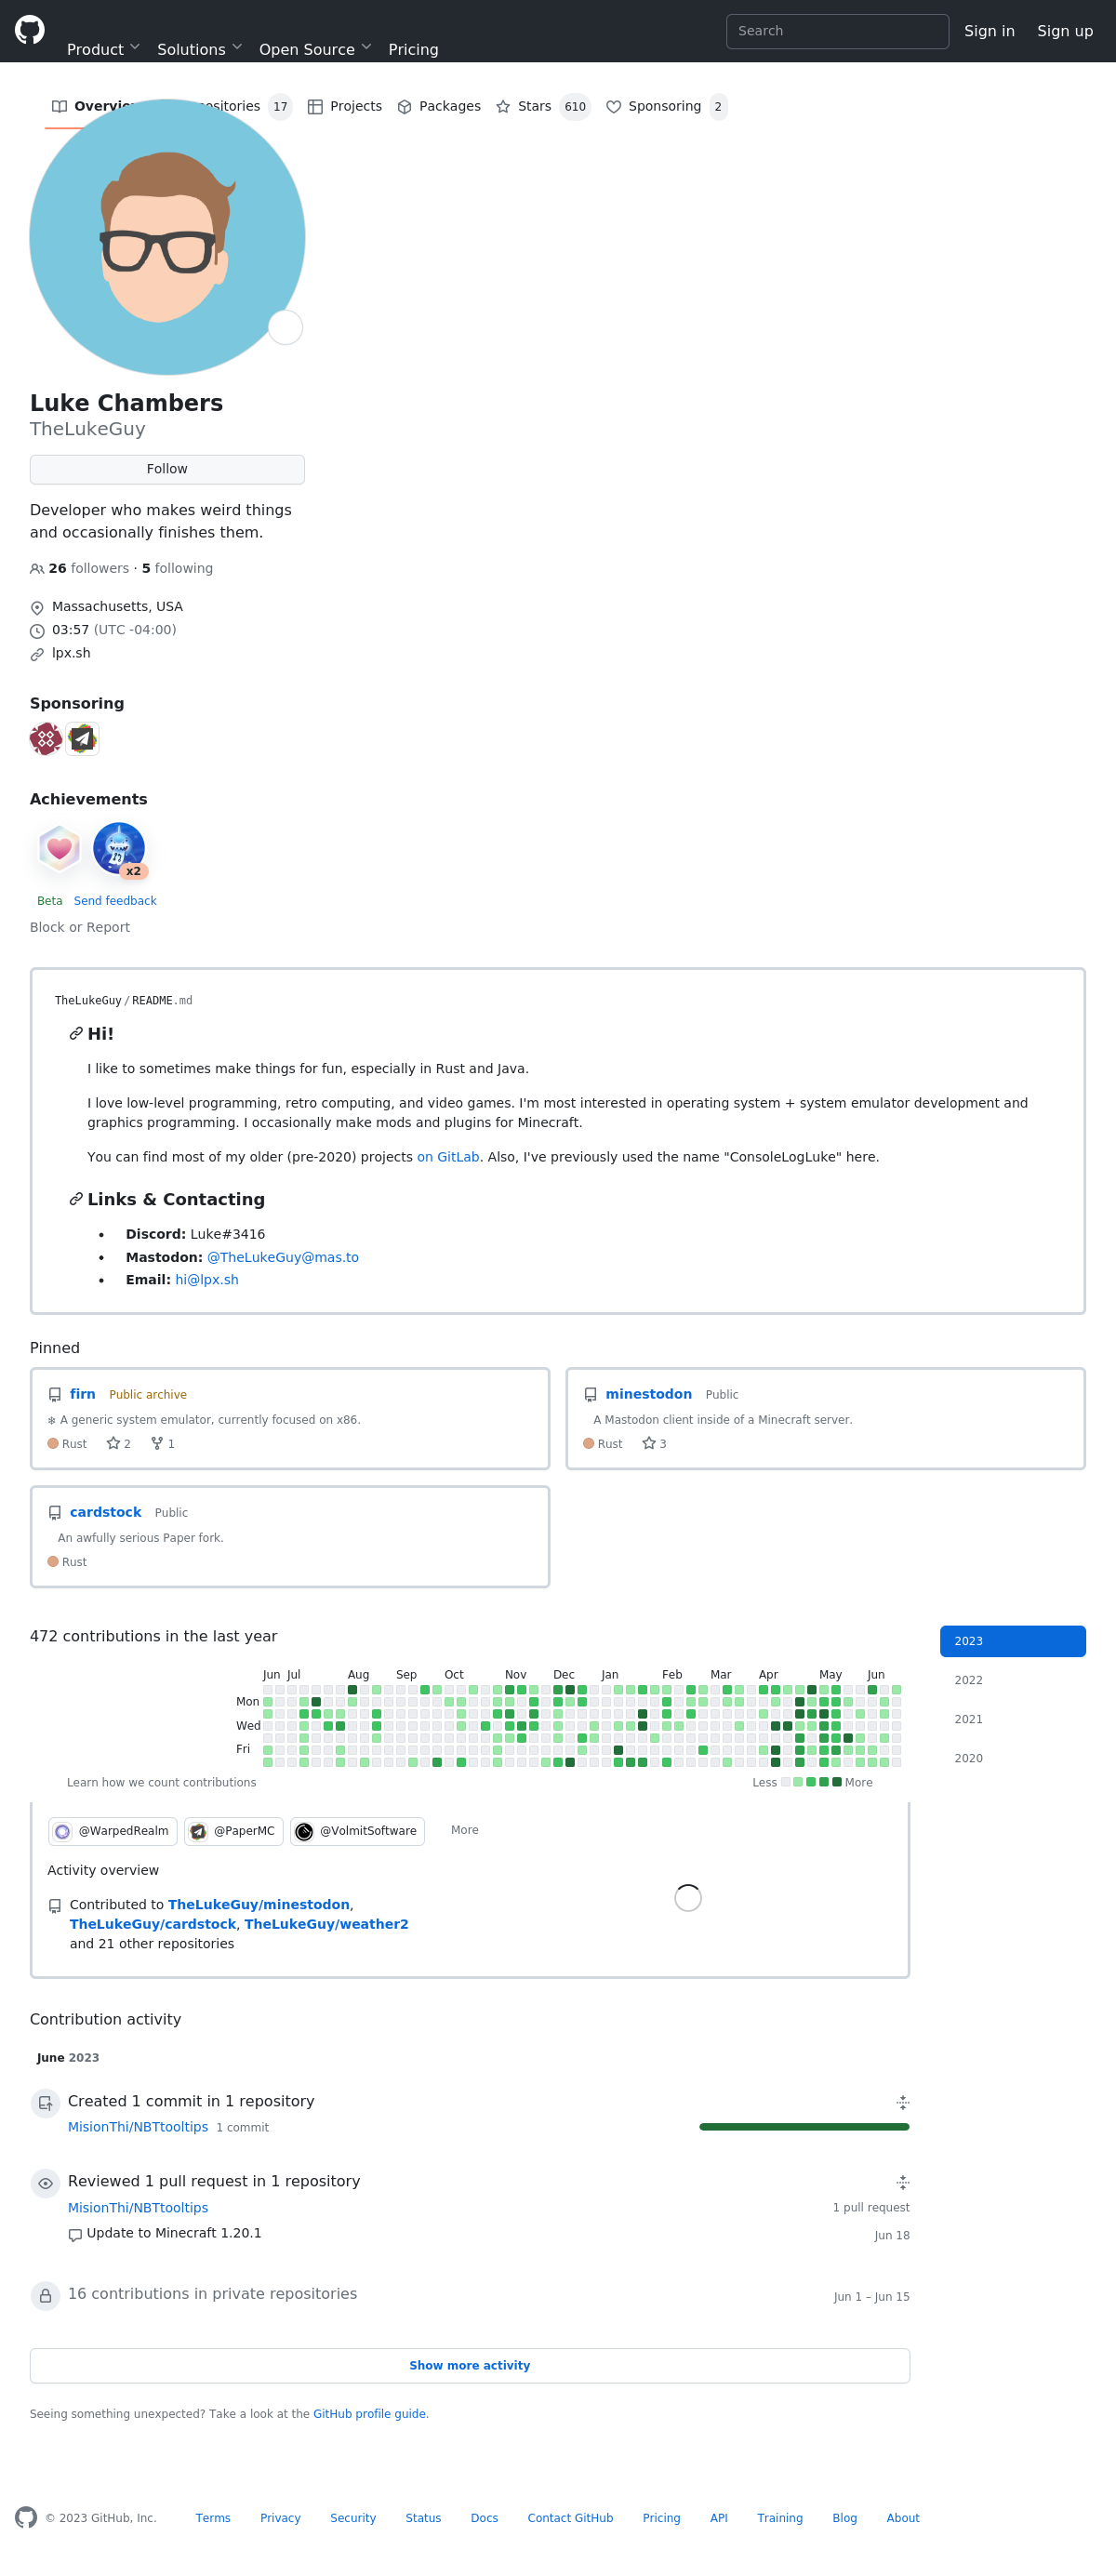 Product Solutions Open Source Pricing
Search
Sign in Sign up
Overview
Repositories 17
Projects
Packages
Stars 610
Sponsoring 2
Luke Chambers
TheLukeGuy
Follow
Developer who makes weird things
and occasionally finishes them.
26 followers · 5 following
Massachusetts, USA
03:57 (UTC -04:00)
lpx.sh
Sponsoring
Achievements
x2
Beta Send feedback
Block or Report
TheLukeGuy/README.md
Hi!
I like to sometimes make things for fun, especially in Rust and Java.
I love low-level programming, retro computing, and video games. I'm most interested in operating system + system emulator development and
graphics programming. I occasionally make mods and plugins for Minecraft.
You can find most of my older (pre-2020) projects on GitLab. Also, I've previously used the name "ConsoleLogLuke" here.
Links & Contacting
• Discord: Luke#3416
• Mastodon: @TheLukeGuy@mas.to
• Email: hi@lpx.sh
Pinned
firn Public archive
❄ A generic system emulator, currently focused on x86.
Rust 2 1
minestodon Public
A Mastodon client inside of a Minecraft server.
Rust 3
cardstock Public
An awfully serious Paper fork.
Rust
472 contributions in the last year
2023
2022
2021
2020
Jun Jul Aug Sep Oct Nov Dec Jan Feb Mar Apr May Jun
Mon
Wed
Fri
Learn how we count contributions
Less More
@WarpedRealm @PaperMC @VolmitSoftware More
Activity overview
Contributed to TheLukeGuy/minestodon,
TheLukeGuy/cardstock, TheLukeGuy/weather2
and 21 other repositories
Contribution activity
June 2023
Created 1 commit in 1 repository
MisionThi/NBTtooltips 1 commit
Reviewed 1 pull request in 1 repository
MisionThi/NBTtooltips 1 pull request
Update to Minecraft 1.20.1 Jun 18
16 contributions in private repositories Jun 1 – Jun 15
Show more activity
Seeing something unexpected? Take a look at the GitHub profile guide.
© 2023 GitHub, Inc. Terms Privacy Security Status Docs Contact GitHub Pricing API Training Blog About